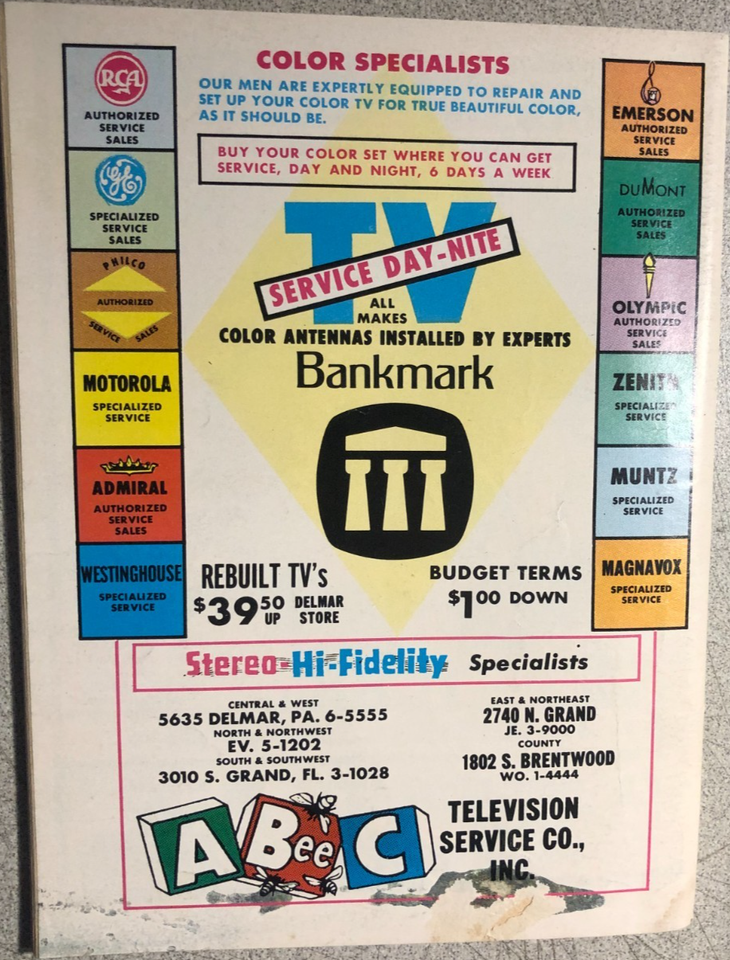 COLOR SPECIALISTS
OUR MEN ARE EXPERTLY EQUIPPED TO REPAIR AND
SET UP YOUR COLOR TV FOR TRUE BEAUTIFUL COLOR,
AS IT SHOULD BE.
BUY YOUR COLOR SET WHERE YOU CAN GET
SERVICE, DAY AND NIGHT, 6 DAYS A WEEK
TV
SERVICE DAY-NITE
ALL
MAKES
COLOR ANTENNAS INSTALLED BY EXPERTS
Bankmark
RCA
AUTHORIZED
SERVICE
SALES
GE
SPECIALIZED
SERVICE
SALES
PHILCO
AUTHORIZED
SERVICE SALES
MOTOROLA
SPECIALIZED
SERVICE
ADMIRAL
AUTHORIZED
SERVICE
SALES
WESTINGHOUSE
SPECIALIZED
SERVICE
EMERSON
AUTHORIZED
SERVICE
SALES
DUMONT
AUTHORIZED
SERVICE
SALES
OLYMPIC
AUTHORIZED
SERVICE
SALES
ZENITH
SPECIALIZED
SERVICE
MUNTZ
SPECIALIZED
SERVICE
MAGNAVOX
SPECIALIZED
SERVICE
REBUILT TV's
$39 50 UP DELMAR STORE
BUDGET TERMS
$1 00 DOWN
Stereo-Hi-Fidelity Specialists
CENTRAL & WEST
5635 DELMAR, PA. 6-5555
NORTH & NORTHWEST
EV. 5-1202
SOUTH & SOUTHWEST
3010 S. GRAND, FL. 3-1028
EAST & NORTHEAST
2740 N. GRAND
JE. 3-9000
COUNTY
1802 S. BRENTWOOD
WO. 1-4444
A Bee C
TELEVISION
SERVICE CO.,
INC.